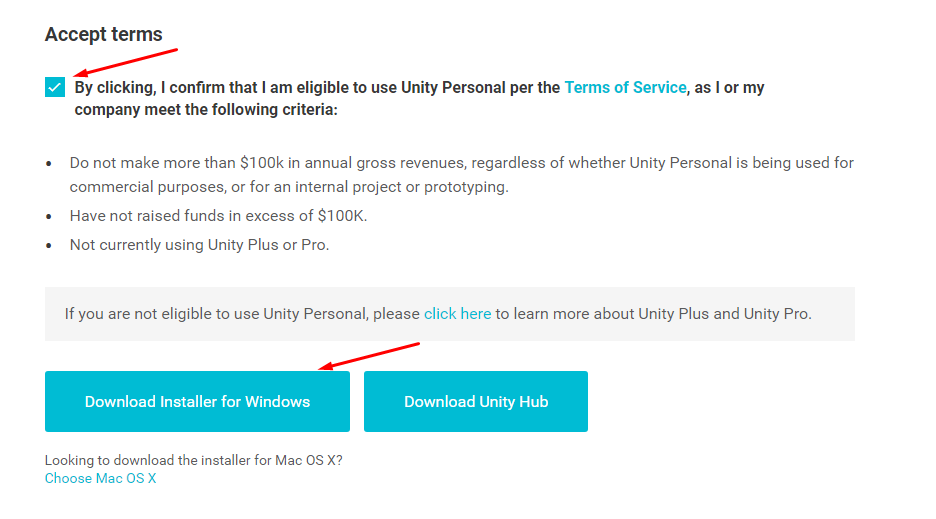 Accept terms
By clicking, I confirm that I am eligible to use Unity Personal per the Terms of Service, as I or my
company meet the following criteria:
Do not make more than $100k in annual gross revenues, regardless of whether Unity Personal is being used for
commercial purposes, or for an internal project or prototyping.
Have not raised funds in excess of $100K.
Not currently using Unity Plus or Pro.
If you are not eligible to use Unity Personal, please click here to learn more about Unity Plus and Unity Pro.
Download Installer for Windows
Download Unity Hub
Looking to download the installer for Mac OS X?
Choose Mac OS X